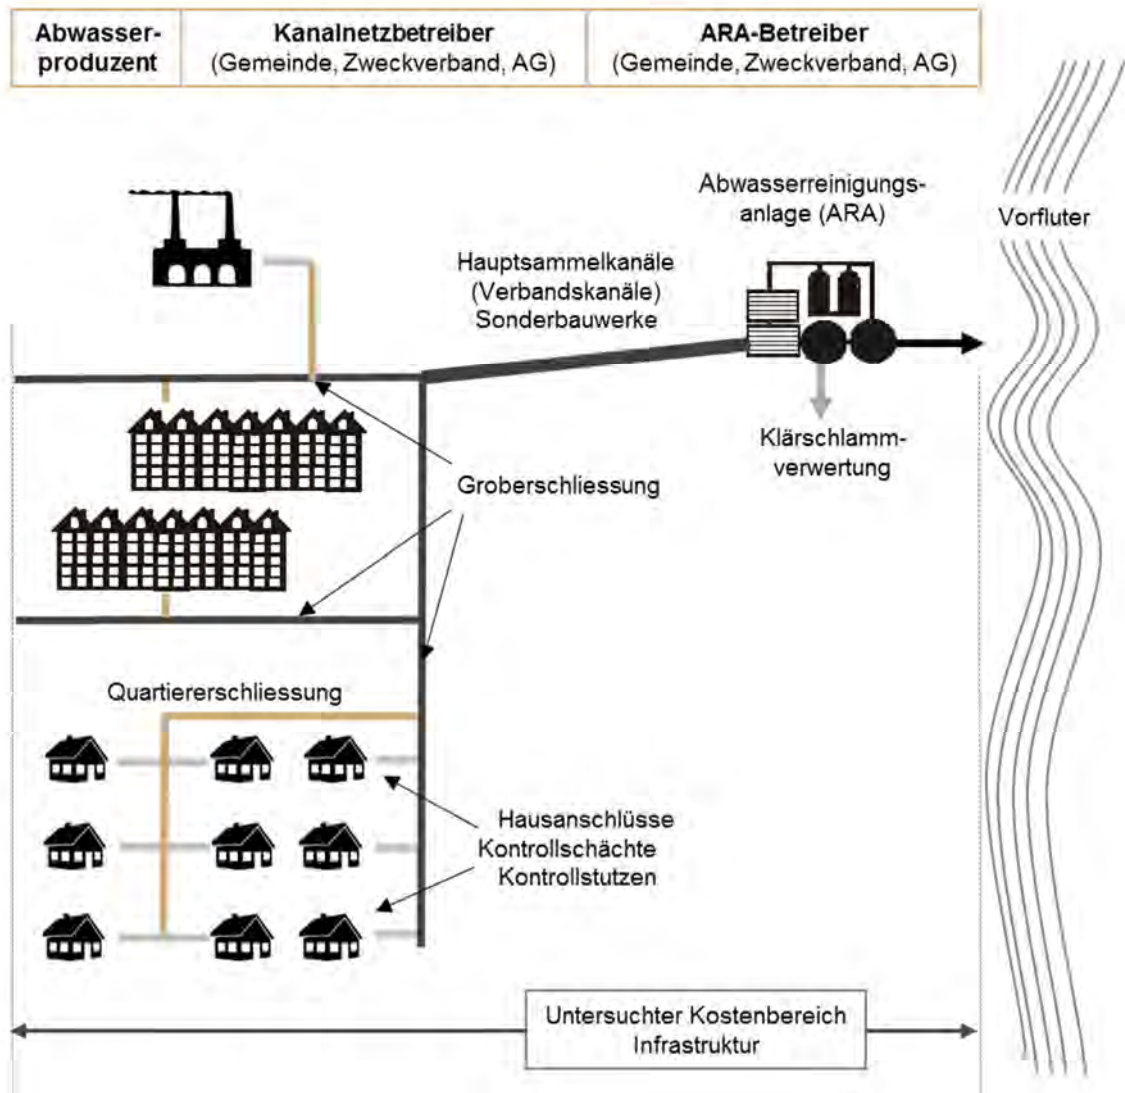 Abwasser-
produzent
Kanalnetzbetreiber
(Gemeinde, Zweckverband, AG)
ARA-Betreiber
(Gemeinde, Zweckverband, AG)
Abwasserreinigungs-
anlage (ARA)
Vorfluter
Hauptsammelkanäle
(Verbandskanäle)
Sonderbauwerke
Klärschlamm-
verwertung
Groberschliessung
Quartiererschliessung
Hausanschlüsse
Kontrollschächte
Kontrollstutzen
Untersuchter Kostenbereich
Infrastruktur